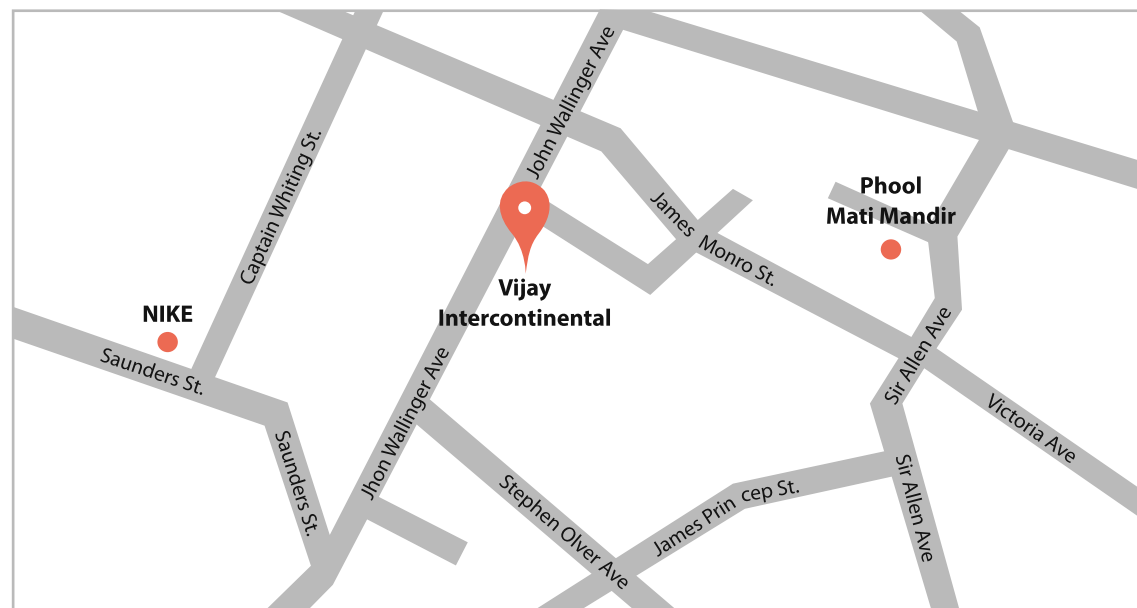 John Wallinger Ave
Captain Whiting St.
James Monro St.
Phool
Mati Mandir
Vijay
Intercontinental
NIKE
Saunders St.
Jhon Wallinger Ave
Sir Allen Ave
Victoria Ave
Saunders St.
Stephen Olver Ave
James Prin cep St.
Sir Allen Ave